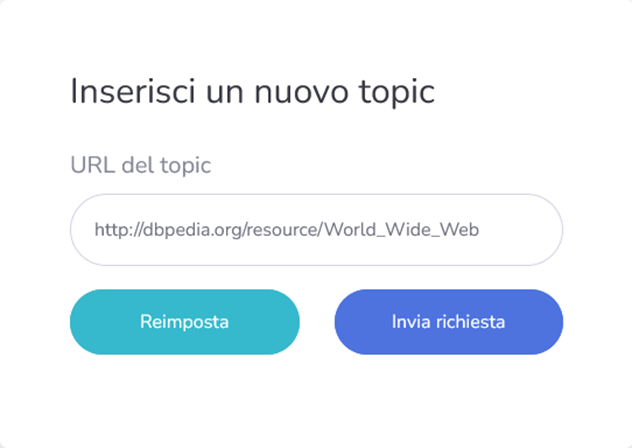 Inserisci un nuovo topic
URL del topic
http://dbpedia.org/resource/World_Wide_Web
Reimposta
Invia richiesta